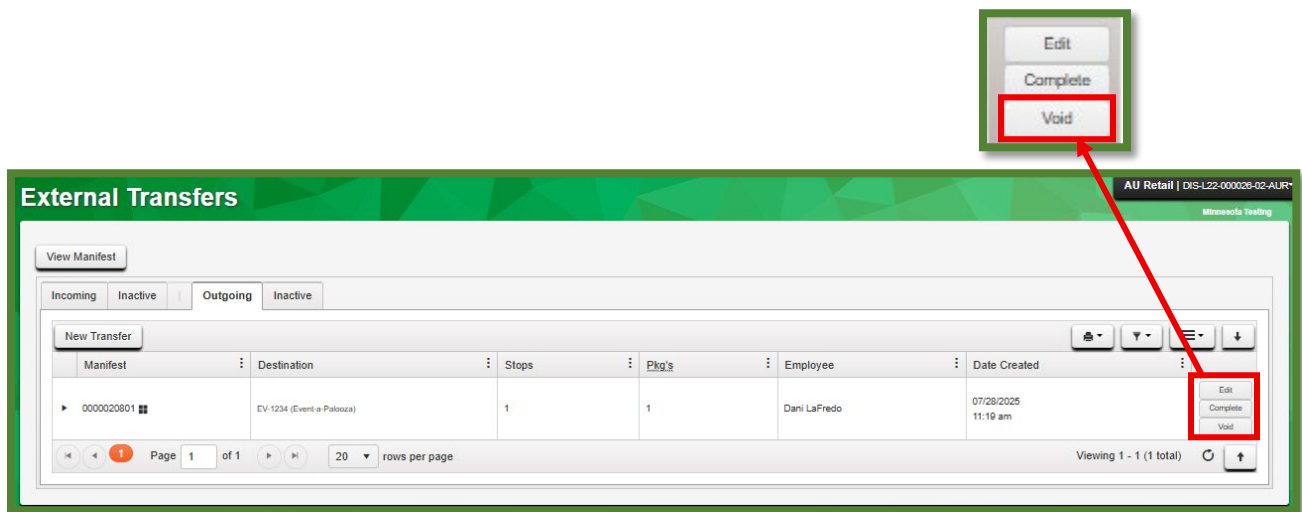 Edit
Complete
Void
External Transfers
AU Retail | DIS-L22-000026-02-AUR
Minnesota Testing
View Manifest
Incoming Inactive | Outgoing Inactive
New Transfer
Manifest Destination Stops Pkg's Employee Date Created
0000020801 EV-1234 (Event-a-Palooza) 1 1 Dani LaFredo 07/28/2025
11:19 am
Edit
Complete
Void
1 Page 1 of 1 20 rows per page Viewing 1 - 1 (1 total)